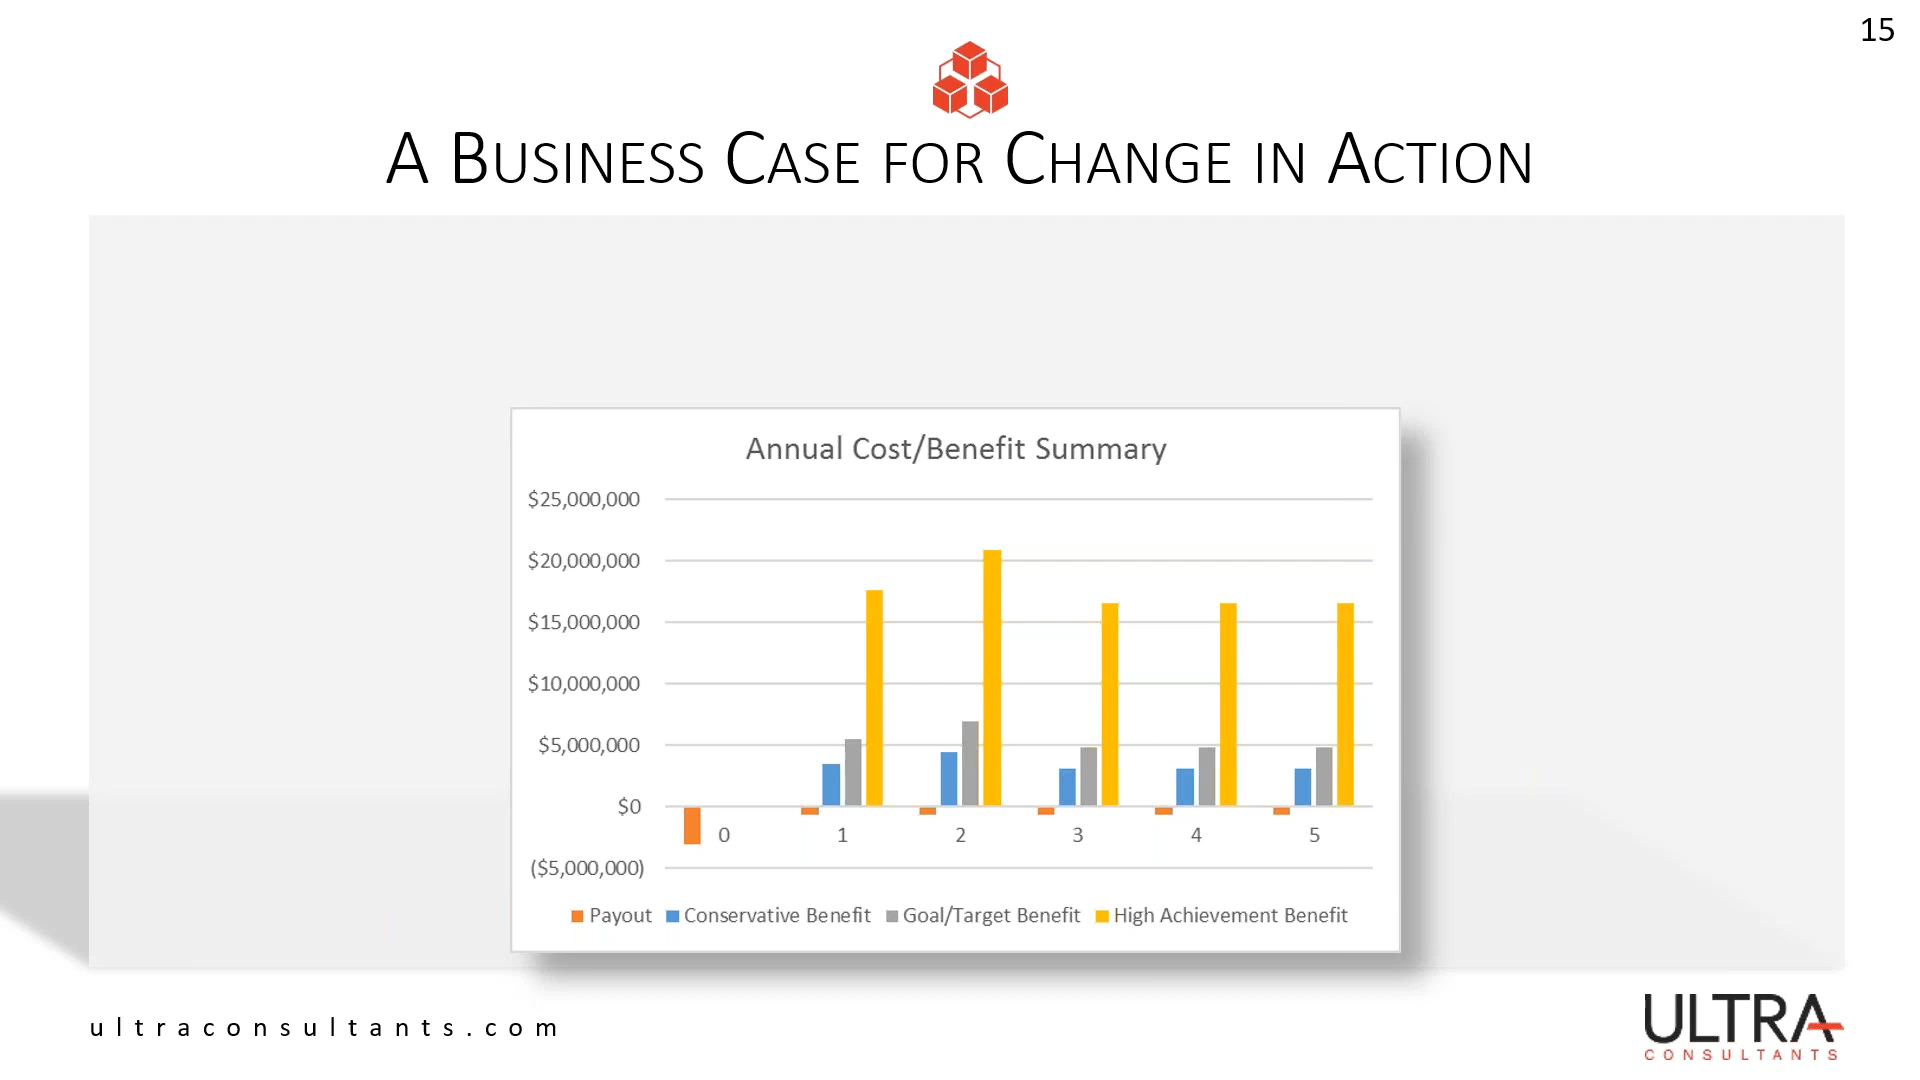 15
A BUSINESS CASE FOR CHANGE IN ACTION
Annual Cost/Benefit Summary
$25,000,000
$20,000,000
$15,000,000
$10,000,000
$5,000,000
$0
0 1 2 3 4 5
($5,000,000)
Payout Conservative Benefit Goal/Target Benefit High Achievement Benefit
ultraconsultants.com
ULTRA
CONSULTANTS